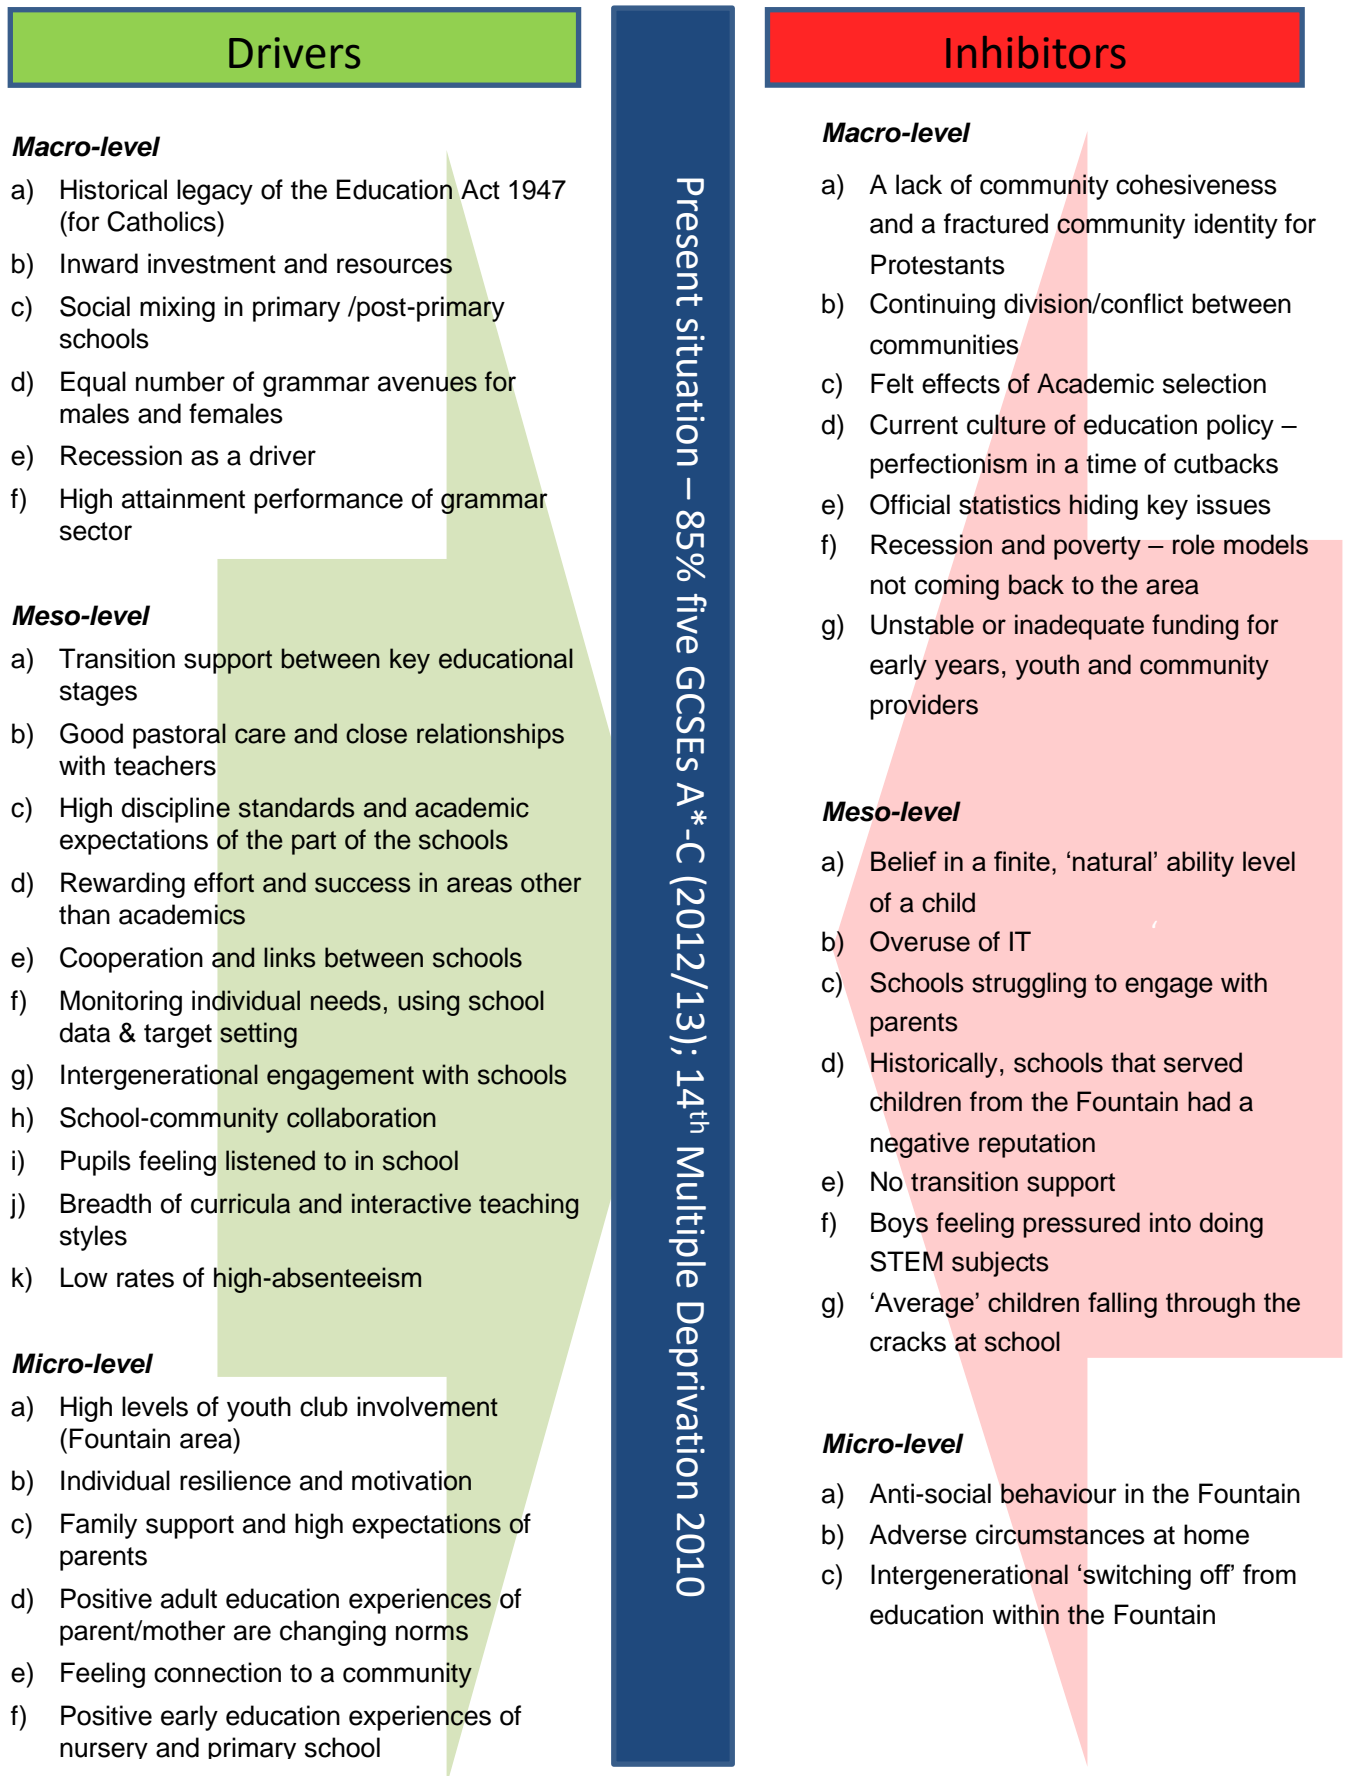 Drivers
Macro-level
a) Historical legacy of the Education Act 1947
(for Catholics)
b) Inward investment and resources
c) Social mixing in primary /post-primary
schools
d) Equal number of grammar avenues for
males and females
e) Recession as a driver
f) High attainment performance of grammar
sector
Meso-level
a) Transition support between key educational
stages
b) Good pastoral care and close relationships
with teachers
c) High discipline standards and academic
expectations of the part of the schools
d) Rewarding effort and success in areas other
than academics
e) Cooperation and links between schools
f) Monitoring individual needs, using school
data & target setting
g) Intergenerational engagement with schools
h) School-community collaboration
i) Pupils feeling listened to in school
j) Breadth of curricula and interactive teaching
styles
k) Low rates of high-absenteeism
Micro-level
a) High levels of youth club involvement
(Fountain area)
b) Individual resilience and motivation
c) Family support and high expectations of
parents
d) Positive adult education experiences of
parent/mother are changing norms
e) Feeling connection to a community
f) Positive early education experiences of
nursery and primary school
Present situation – 85% five GCSEs A*-C (2012/13); 14th Multiple Deprivation 2010
Inhibitors
Macro-level
a) A lack of community cohesiveness
and a fractured community identity for
Protestants
b) Continuing division/conflict between
communities
c) Felt effects of Academic selection
d) Current culture of education policy –
perfectionism in a time of cutbacks
e) Official statistics hiding key issues
f) Recession and poverty – role models
not coming back to the area
g) Unstable or inadequate funding for
early years, youth and community
providers
Meso-level
a) Belief in a finite, ‘natural’ ability level
of a child
‘
b) Overuse of IT
c) Schools struggling to engage with
parents
d) Historically, schools that served
children from the Fountain had a
negative reputation
e) No transition support
f) Boys feeling pressured into doing
STEM subjects
g) ‘Average’ children falling through the
cracks at school
Micro-level
a) Anti-social behaviour in the Fountain
b) Adverse circumstances at home
c) Intergenerational ‘switching off’ from
education within the Fountain